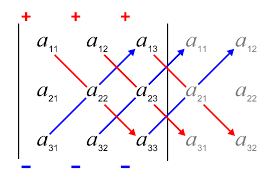 + + +
a₁₁ a₁₂ a₁₃ a₁₁ a₁₂
a₂₁ a₂₂ a₂₃ a₂₁ a₂₂
a₃₁ a₃₂ a₃₃ a₃₁ a₃₂
− − −